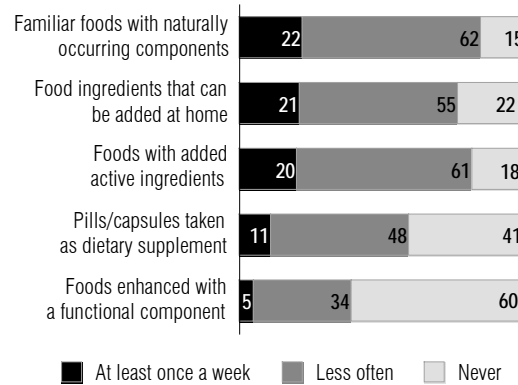 Familiar foods with naturally
occurring components
22 62 15
Food ingredients that can
be added at home
21 55 22
Foods with added
active ingredients
20 61 18
Pills/capsules taken
as dietary supplement
11 48 41
Foods enhanced with
a functional component
5 34 60
At least once a week Less often Never